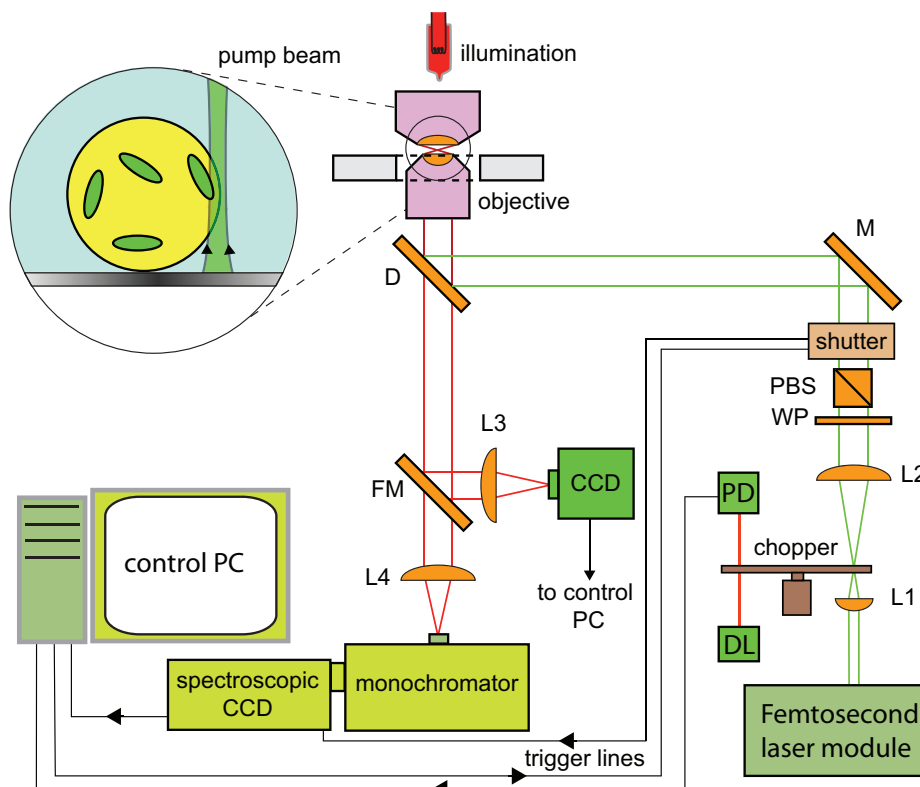 pump beam
illumination
objective
M
D
shutter
PBS
WP
L3
FM
CCD
L2
PD
chopper
control PC
L4
to control
PC
L1
DL
spectroscopic
CCD
monochromator
Femtosecond
laser module
trigger lines